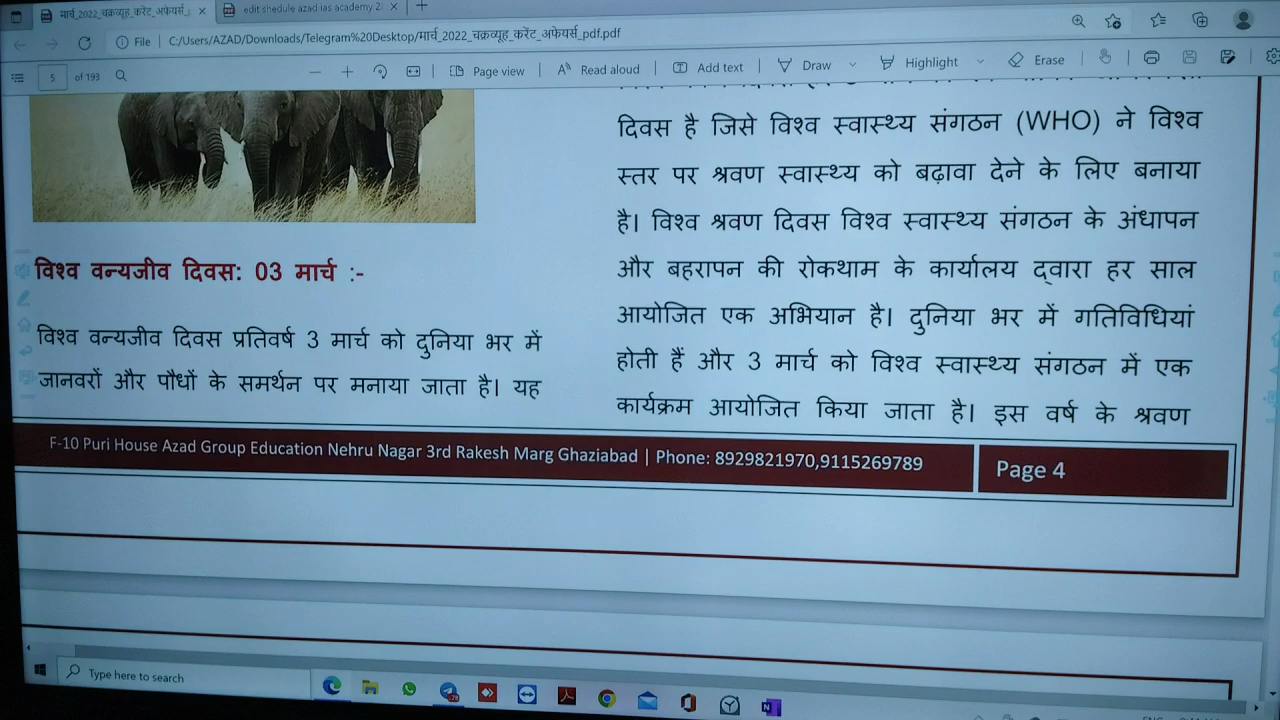 मार्च_2022_चक्रव्यूह_करेंट_अफेयर्स_
edit shedule azad ias academy 2
File
C:/Users/AZAD/Downloads/Telegram%20Desktop/मार्च_2022_चक्रव्यूह_करेंट_अफेयर्स_pdf.pdf
5 of 193
Page view
Read aloud
Add text
Draw
Highlight
Erase
विश्व वन्यजीव दिवस: 03 मार्च :-
विश्व वन्यजीव दिवस प्रतिवर्ष 3 मार्च को दुनिया भर में
जानवरों और पौधों के समर्थन पर मनाया जाता है। यह
दिवस है जिसे विश्व स्वास्थ्य संगठन (WHO) ने विश्व
स्तर पर श्रवण स्वास्थ्य को बढ़ावा देने के लिए बनाया
है। विश्व श्रवण दिवस विश्व स्वास्थ्य संगठन के अंधापन
और बहरापन की रोकथाम के कार्यालय द्वारा हर साल
आयोजित एक अभियान है। दुनिया भर में गतिविधियां
होती हैं और 3 मार्च को विश्व स्वास्थ्य संगठन में एक
कार्यक्रम आयोजित किया जाता है। इस वर्ष के श्रवण
F-10 Puri House Azad Group Education Nehru Nagar 3rd Rakesh Marg Ghaziabad | Phone: 8929821970,9115269789
Page 4
Type here to search